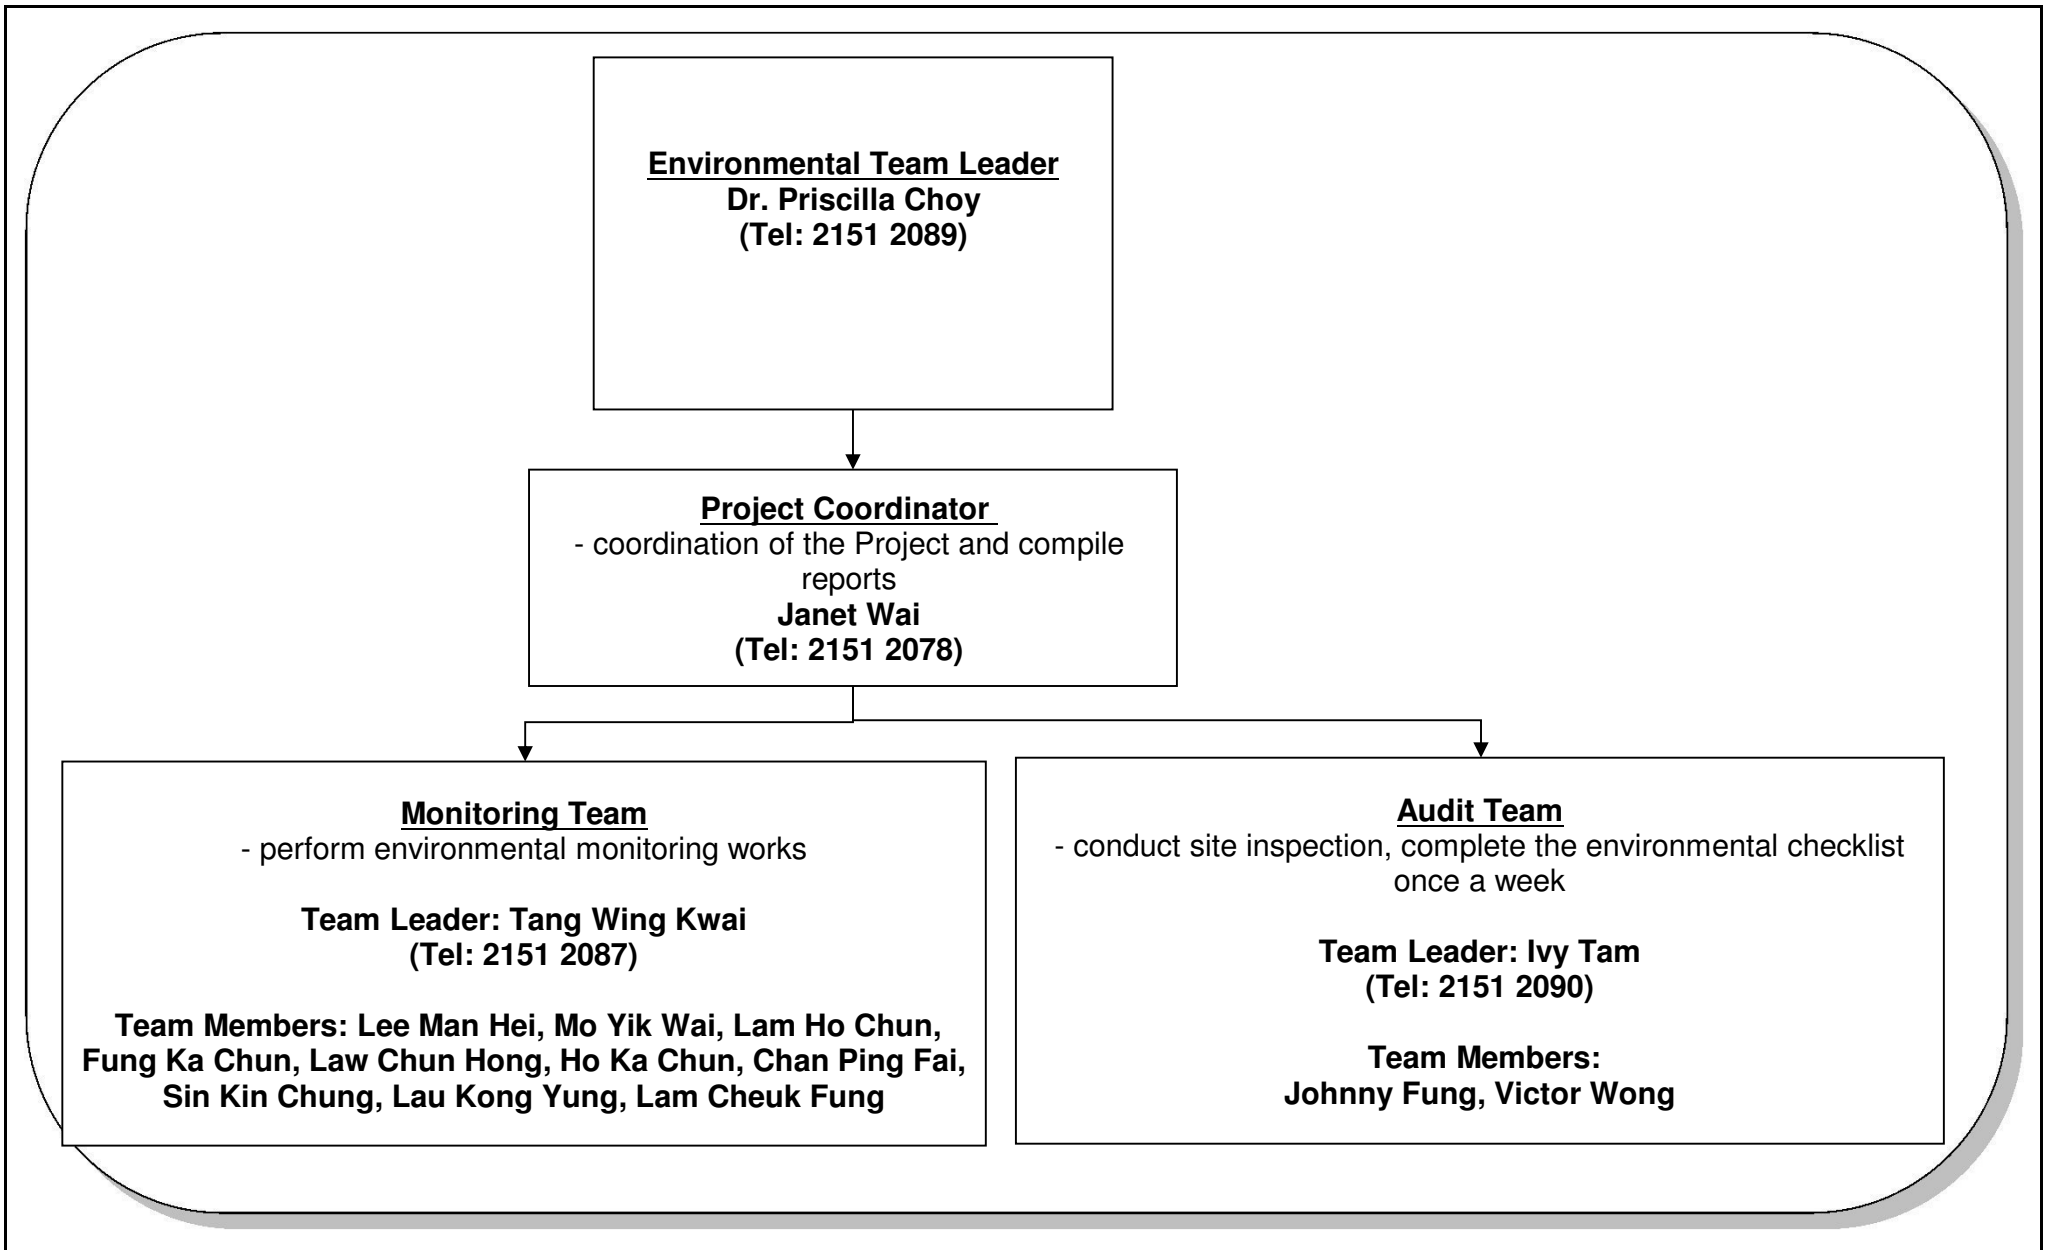 Environmental Team Leader
Dr. Priscilla Choy
(Tel: 2151 2089)
Project Coordinator
- coordination of the Project and compile
reports
Janet Wai
(Tel: 2151 2078)
Monitoring Team
- perform environmental monitoring works
Team Leader: Tang Wing Kwai
(Tel: 2151 2087)
Team Members: Lee Man Hei, Mo Yik Wai, Lam Ho Chun,
Fung Ka Chun, Law Chun Hong, Ho Ka Chun, Chan Ping Fai,
Sin Kin Chung, Lau Kong Yung, Lam Cheuk Fung
Audit Team
- conduct site inspection, complete the environmental checklist
once a week
Team Leader: Ivy Tam
(Tel: 2151 2090)
Team Members:
Johnny Fung, Victor Wong